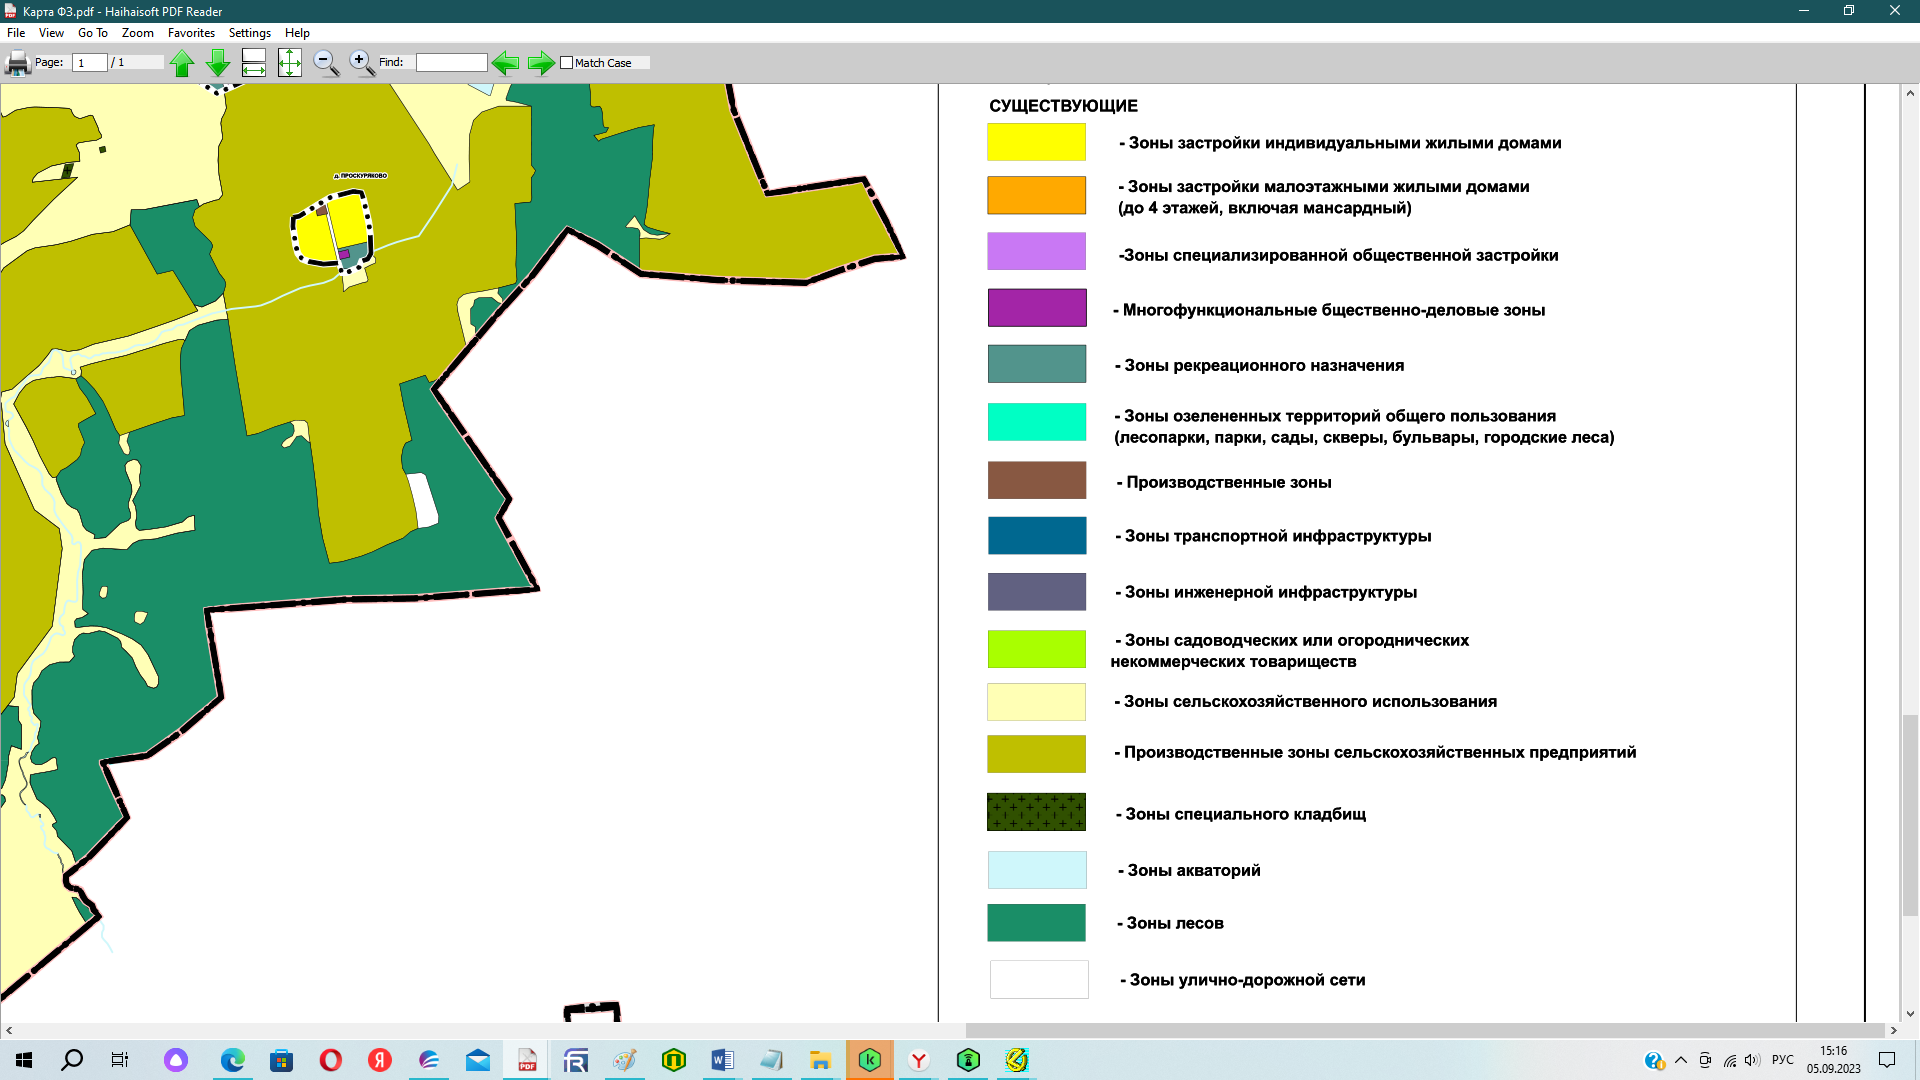 Карта ФЗ.pdf - Haihaisoft PDF Reader
File View Go To Zoom Favorites Settings Help
Page: 1 / 1 Find: Match Case
д. ПРОСКУРЯКОВО
СУЩЕСТВУЮЩИЕ
- Зоны застройки индивидуальными жилыми домами
- Зоны застройки малоэтажными жилыми домами
(до 4 этажей, включая мансардный)
-Зоны специализированной общественной застройки
- Многофункциональные бщественно-деловые зоны
- Зоны рекреационного назначения
- Зоны озелененных территорий общего пользования
(лесопарки, парки, сады, скверы, бульвары, городские леса)
- Производственные зоны
- Зоны транспортной инфраструктуры
- Зоны инженерной инфраструктуры
- Зоны садоводческих или огороднических
некоммерческих товариществ
- Зоны сельскохозяйственного использования
- Производственные зоны сельскохозяйственных предприятий
- Зоны специального кладбищ
- Зоны акваторий
- Зоны лесов
- Зоны улично-дорожной сети
РУС
15:16
05.09.2023